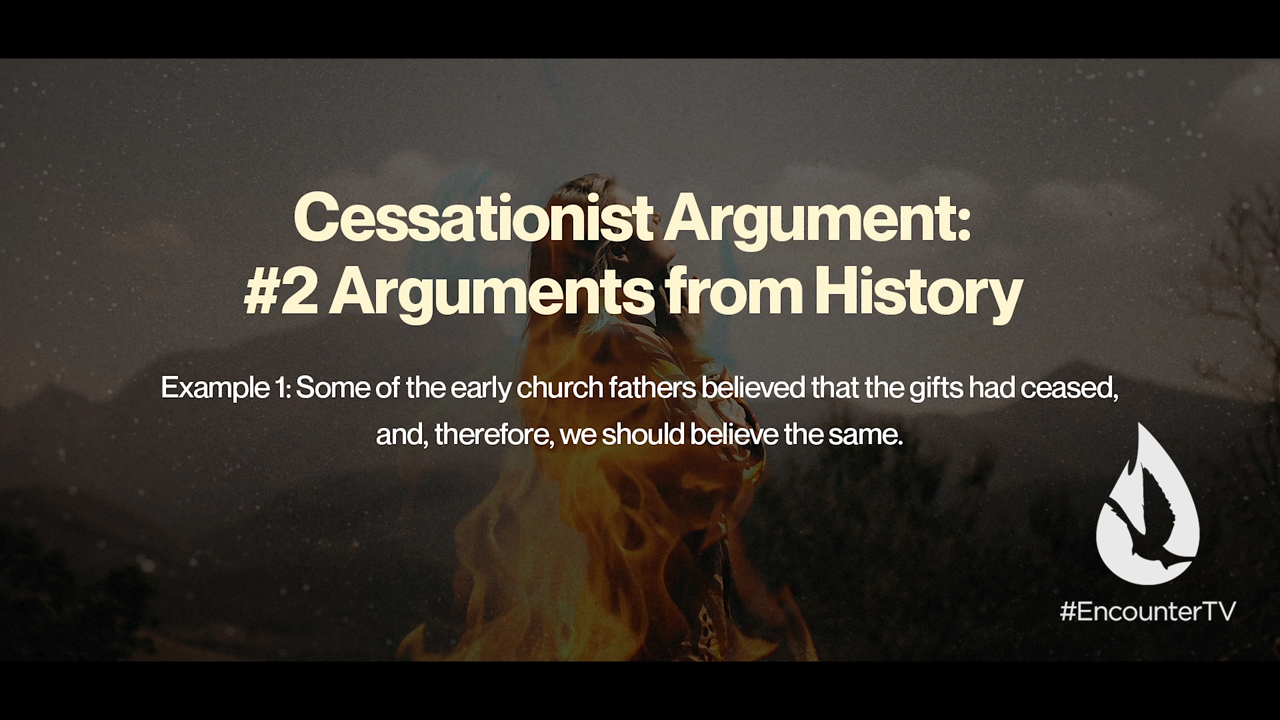 Cessationist Argument:
#2 Arguments from History
Example 1: Some of the early church fathers believed that the gifts had ceased,
and, therefore, we should believe the same.
#EncounterTV